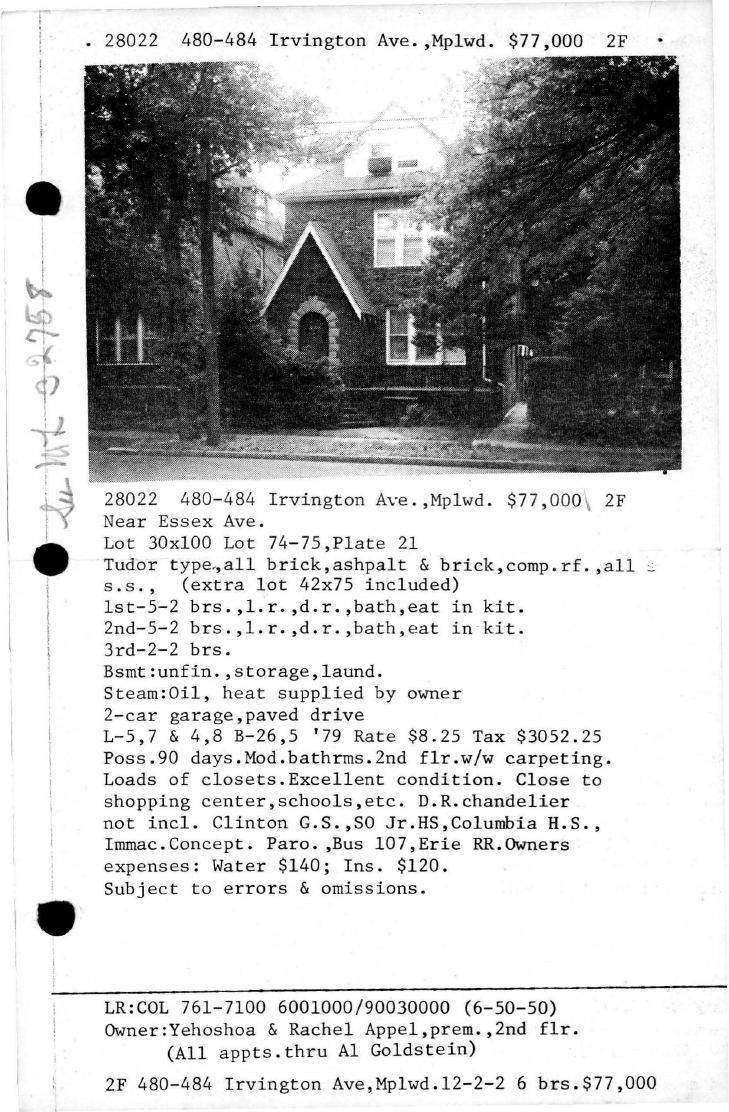 28022 480-484 Irvington Ave.,Mplwd. $77,000 2F
See ML 02758
28022 480-484 Irvington Ave.,Mplwd. $77,000 2F
Near Essex Ave.
Lot 30x100 Lot 74-75,Plate 21
Tudor type.,all brick,ashpalt & brick,comp.rf.,all
s.s., (extra lot 42x75 included)
1st-5-2 brs.,l.r.,d.r.,bath,eat in kit.
2nd-5-2 brs.,l.r.,d.r.,bath,eat in kit.
3rd-2-2 brs.
Bsmt:unfin.,storage,laund.
Steam:Oil, heat supplied by owner
2-car garage,paved drive
L-5,7 & 4,8 B-26,5 '79 Rate $8.25 Tax $3052.25
Poss.90 days.Mod.bathrms.2nd flr.w/w carpeting.
Loads of closets.Excellent condition. Close to
shopping center,schools,etc. D.R.chandelier
not incl. Clinton G.S.,SO Jr.HS,Columbia H.S.,
Immac.Concept. Paro.,Bus 107,Erie RR.Owners
expenses: Water $140; Ins. $120.
Subject to errors & omissions.
LR:COL 761-7100 6001000/90030000 (6-50-50)
Owner:Yehoshoa & Rachel Appel,prem.,2nd flr.
(All appts.thru Al Goldstein)
2F 480-484 Irvington Ave,Mplwd.12-2-2 6 brs.$77,000